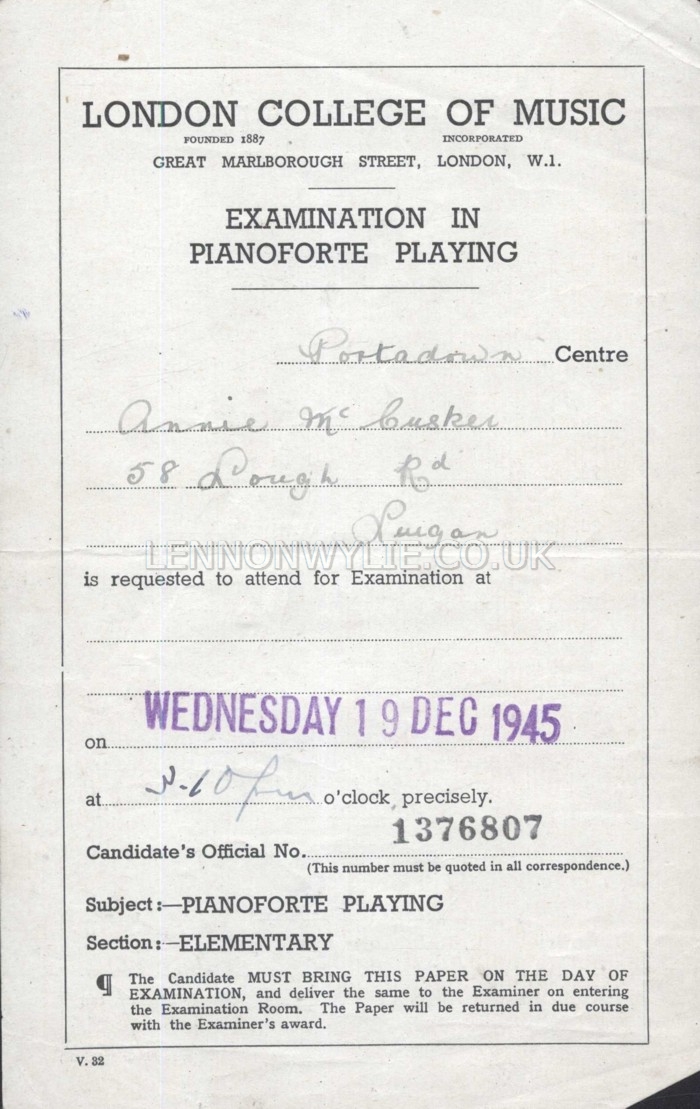 LONDON COLLEGE OF MUSIC
FOUNDED 1887 INCORPORATED
GREAT MARLBOROUGH STREET, LONDON, W.1.
EXAMINATION IN
PIANOFORTE PLAYING
Portadown Centre
Annie Mc Cusker
58 Lough Rd
Lurgan
LENNONWYLIE.CO.UK
is requested to attend for Examination at
on WEDNESDAY 19 DEC 1945
at pm o'clock precisely.
Candidate's Official No. 1376807
(This number must be quoted in all correspondence.)
Subject:—PIANOFORTE PLAYING
Section:—ELEMENTARY
¶ The Candidate MUST BRING THIS PAPER ON THE DAY OF
EXAMINATION, and deliver the same to the Examiner on entering
the Examination Room. The Paper will be returned in due course
with the Examiner's award.
V. 32